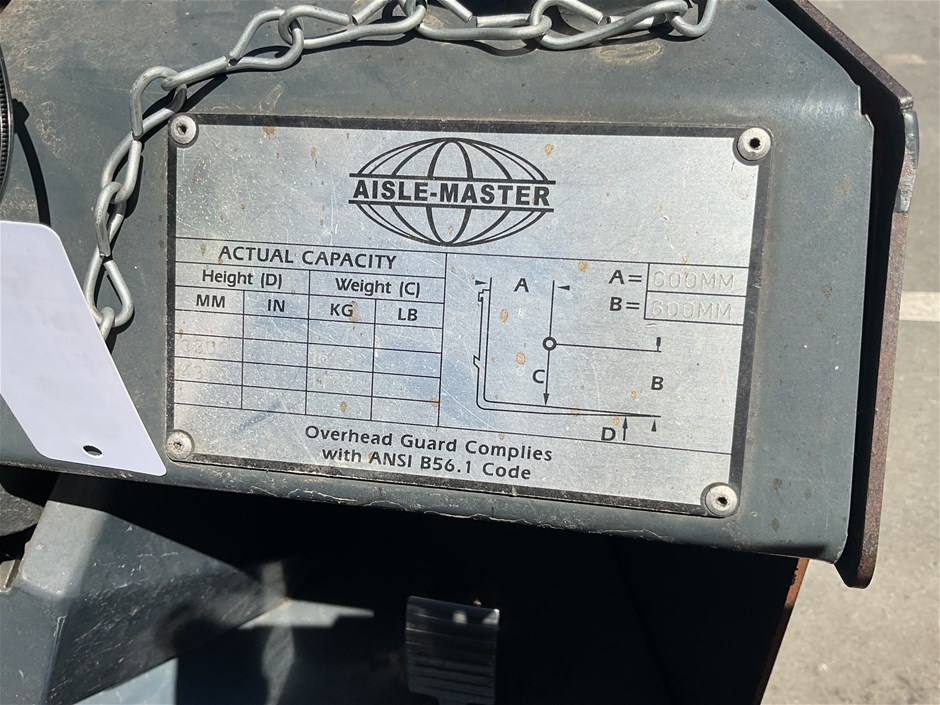 AISLE-MASTER
ACTUAL CAPACITY
Height (D) Weight (C)
MM IN KG LB
A= 600MM
B= 600MM
A
C
B
D
Overhead Guard Complies
with ANSI B56.1 Code